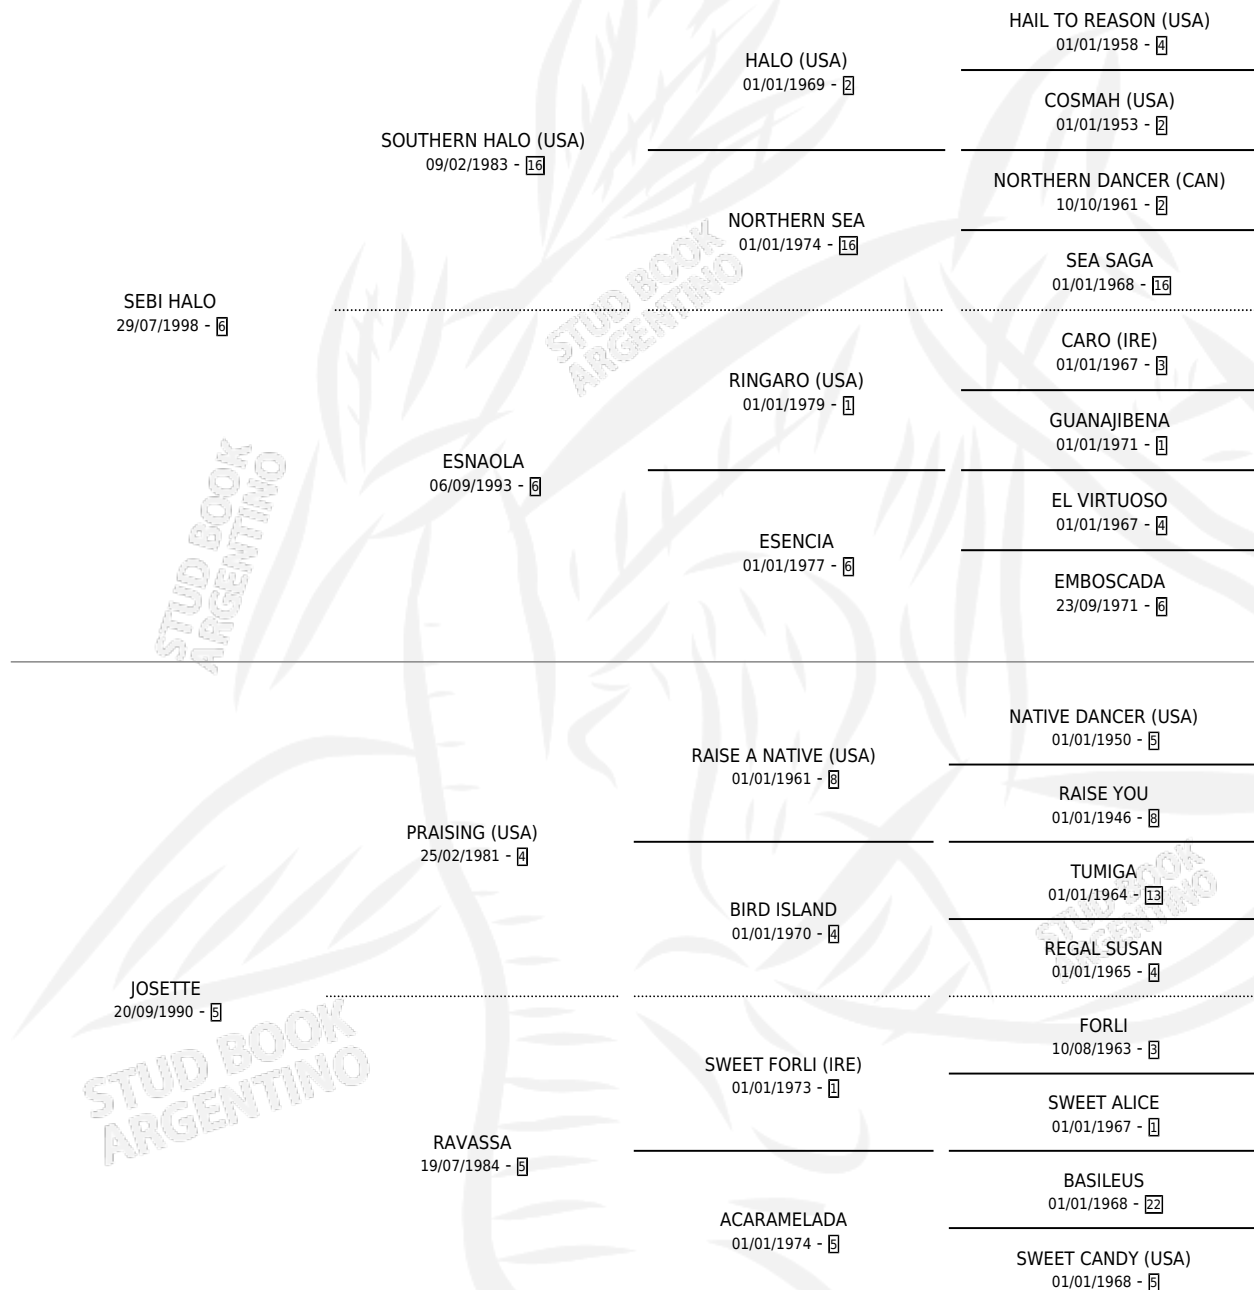 HAIL TO REASON (USA)
01/01/1958 - 4
HALO (USA)
01/01/1969 - 2
COSMAH (USA)
01/01/1953 - 2
SOUTHERN HALO (USA)
09/02/1983 - 16
NORTHERN DANCER (CAN)
10/10/1961 - 2
NORTHERN SEA
01/01/1974 - 16
SEA SAGA
01/01/1968 - 16
SEBI HALO
29/07/1998 - 6
STUD BOOK
ARGENTINO
CARO (IRE)
01/01/1967 - 3
RINGARO (USA)
01/01/1979 - 1
GUANAJIBENA
01/01/1971 - 1
ESNAOLA
06/09/1993 - 6
EL VIRTUOSO
01/01/1967 - 4
ESENCIA
01/01/1977 - 6
EMBOSCADA
23/09/1971 - 6
STUD BOOK
ARGENTINO
NATIVE DANCER (USA)
01/01/1950 - 5
RAISE A NATIVE (USA)
01/01/1961 - 8
RAISE YOU
01/01/1946 - 8
PRAISING (USA)
25/02/1981 - 4
TUMIGA
01/01/1964 - 13
BIRD ISLAND
01/01/1970 - 4
STUD BOOK
ARGENTINO
REGAL SUSAN
01/01/1965 - 4
JOSETTE
20/09/1990 - 5
FORLI
10/08/1963 - 3
SWEET FORLI (IRE)
01/01/1973 - 1
STUD BOOK
ARGENTINO
SWEET ALICE
01/01/1967 - 1
RAVASSA
19/07/1984 - 5
BASILEUS
01/01/1968 - 22
ACARAMELADA
01/01/1974 - 5
SWEET CANDY (USA)
01/01/1968 - 5